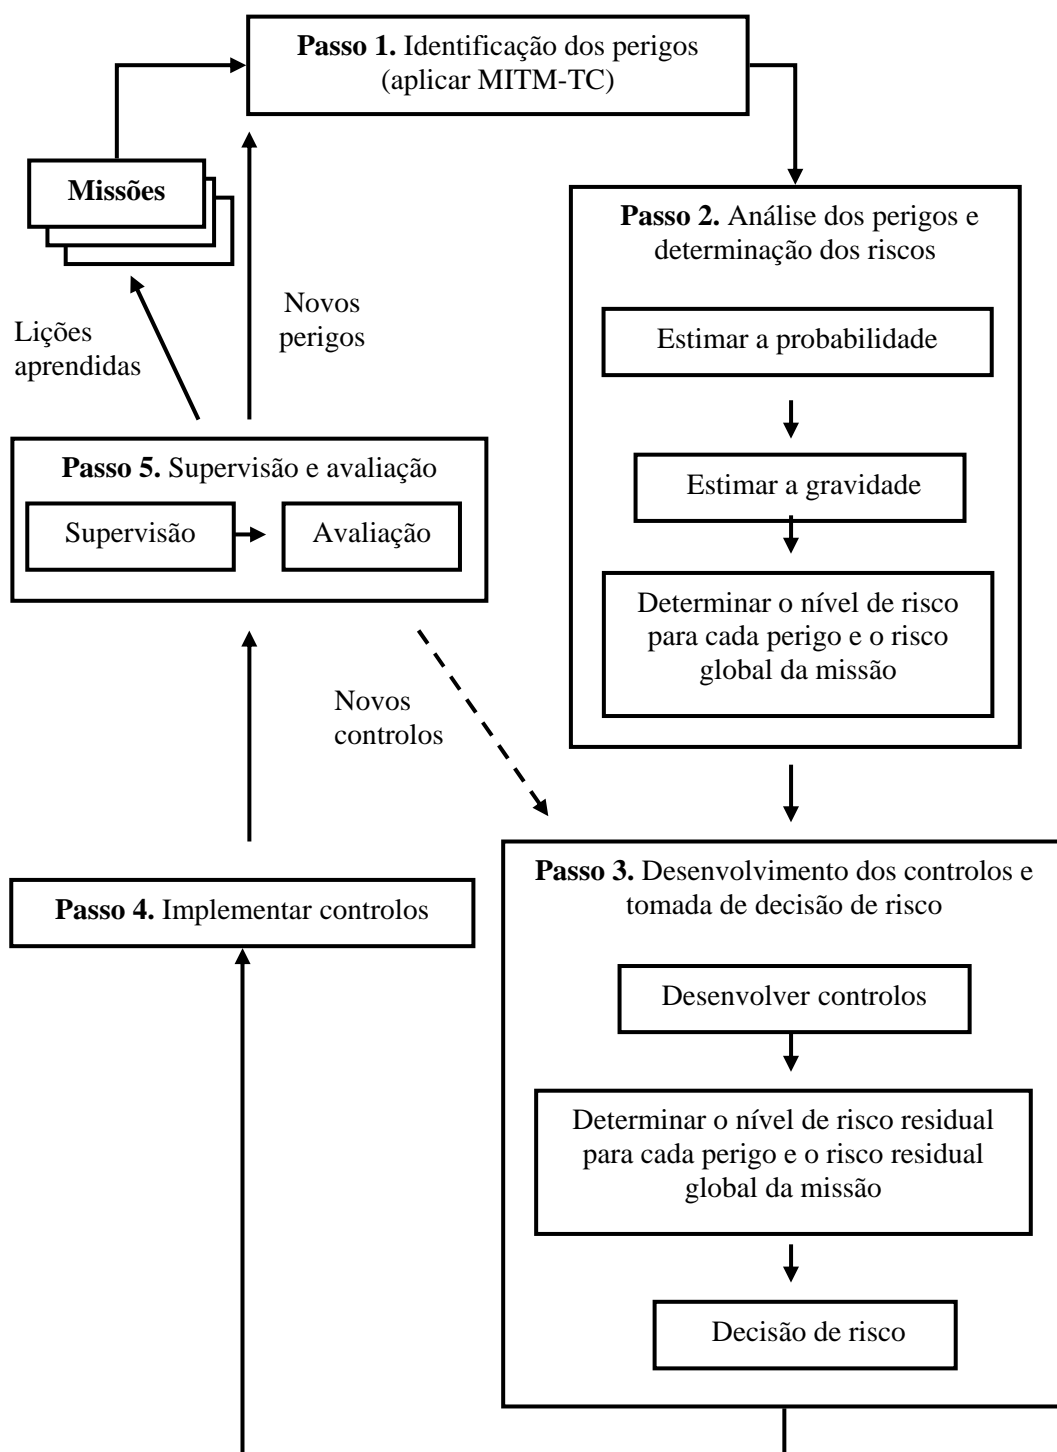 Passo 1. Identificação dos perigos
(aplicar MITM-TC)
Missões
Passo 2. Análise dos perigos e
determinação dos riscos
Estimar a probabilidade
Novos
perigos
Lições
aprendidas
Passo 5. Supervisão e avaliação
Supervisão
Avaliação
Estimar a gravidade
Determinar o nível de risco
para cada perigo e o risco
global da missão
Novos
controlos
Passo 3. Desenvolvimento dos controlos e
tomada de decisão de risco
Passo 4. Implementar controlos
Desenvolver controlos
Determinar o nível de risco residual
para cada perigo e o risco residual
global da missão
Decisão de risco